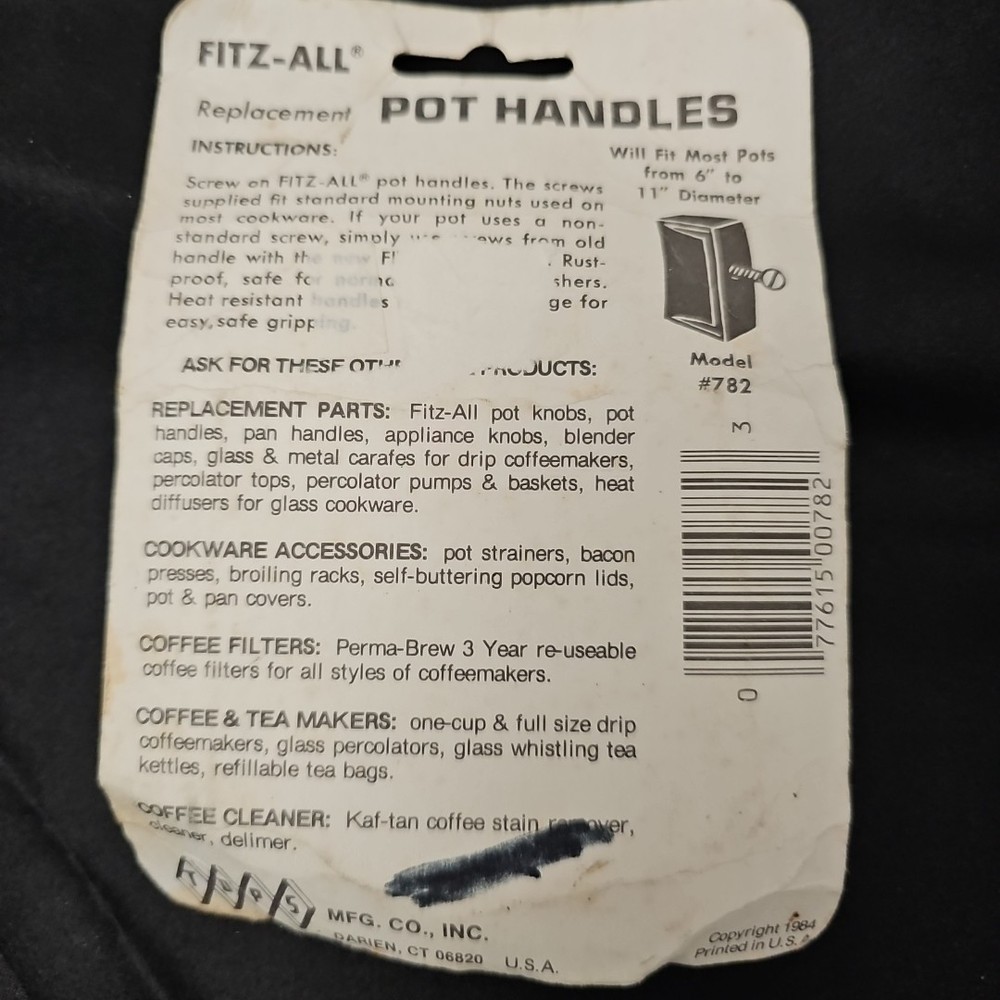 FITZ-ALL®
Replacement POT HANDLES
INSTRUCTIONS:
Screw on FITZ-ALL® pot handles. The screws
supplied fit standard mounting nuts used on
most cookware. If your pot uses a non-
standard screw, simply from old
handle with the new Rust-
proof, safe
Heat resistant handles for
easy, safe gripping.
Will Fit Most Pots
from 6" to
11" Diameter
Model
#782
ASK FOR THESE PRODUCTS:
REPLACEMENT PARTS: Fitz-All pot knobs, pot
handles, pan handles, appliance knobs, blender
caps, glass & metal carafes for drip coffeemakers,
percolator tops, percolator pumps & baskets, heat
diffusers for glass cookware.
COOKWARE ACCESSORIES: pot strainers, bacon
presses, broiling racks, self-buttering popcorn lids,
pot & pan covers.
COFFEE FILTERS: Perma-Brew 3 Year re-useable
coffee filters for all styles of coffeemakers.
COFFEE & TEA MAKERS: one-cup & full size drip
coffeemakers, glass percolators, glass whistling tea
kettles, refillable tea bags.
COFFEE CLEANER: Kaf-tan coffee stain remover,
cleaner, delimer.
MFG. CO., INC.
DARIEN, CT 06820 U.S.A.
3
77615 00782
0
Copyright 1984
Printed in U.S.A.